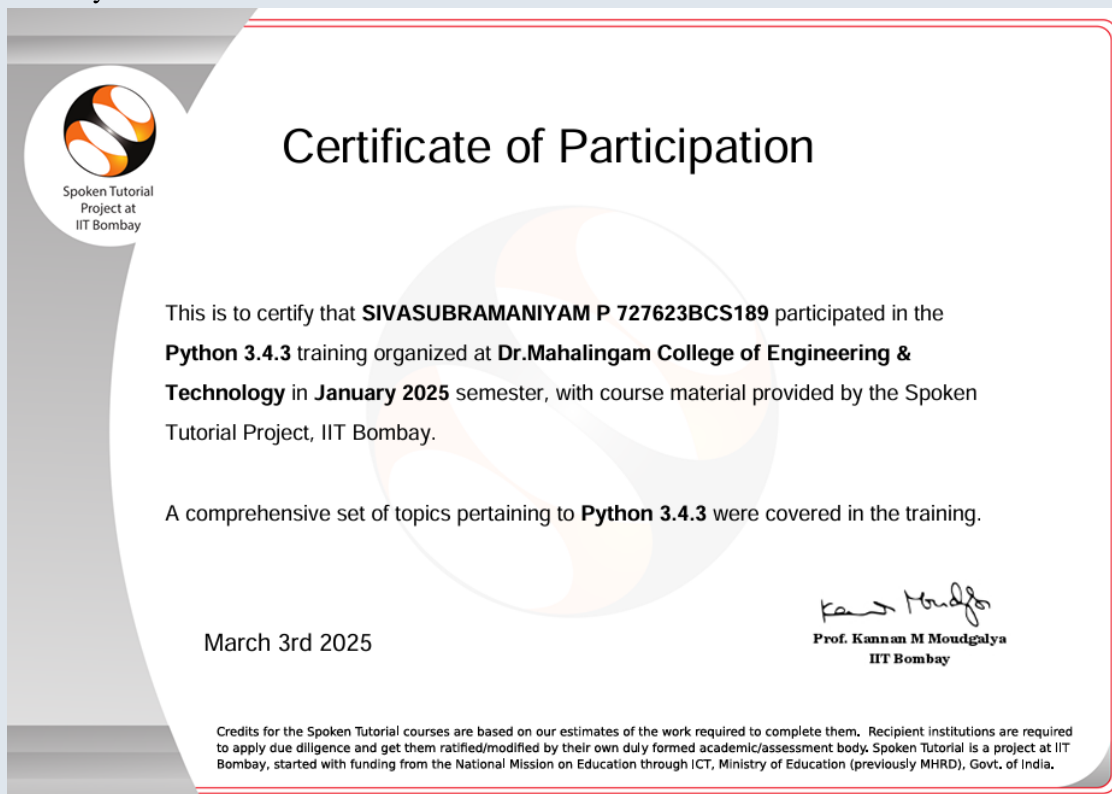 Spoken Tutorial
Project at
IIT Bombay
Certificate of Participation
This is to certify that SIVASUBRAMANIYAM P 727623BCS189 participated in the
Python 3.4.3 training organized at Dr.Mahalingam College of Engineering &
Technology in January 2025 semester, with course material provided by the Spoken
Tutorial Project, IIT Bombay.
A comprehensive set of topics pertaining to Python 3.4.3 were covered in the training.
March 3rd 2025
Prof. Kannan M Moudgalya
IIT Bombay
Credits for the Spoken Tutorial courses are based on our estimates of the work required to complete them. Recipient institutions are required
to apply due diligence and get them ratified/modified by their own duly formed academic/assessment body. Spoken Tutorial is a project at IIT
Bombay, started with funding from the National Mission on Education through ICT, Ministry of Education (previously MHRD), Govt. of India.